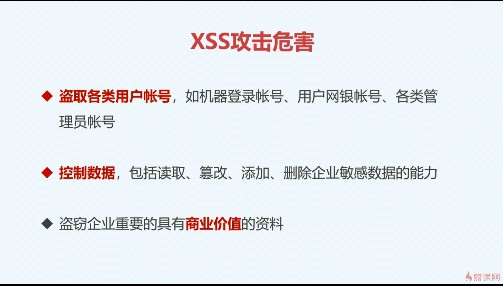 XSS攻击危害
◆ 盗取各类用户帐号，如机器登录帐号、用户网银帐号、各类管
理员帐号
◆ 控制数据，包括读取、篡改、添加、删除企业敏感数据的能力
◆ 盗窃企业重要的具有商业价值的资料
慕课网